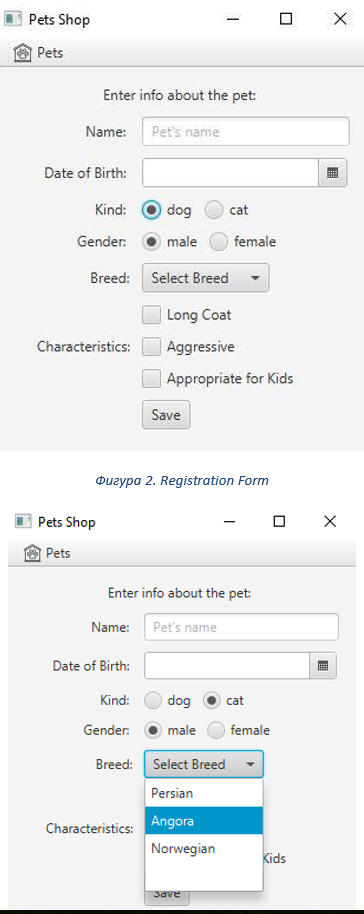 Pets Shop
Pets
Enter info about the pet:
Name: Pet's name
Date of Birth:
Kind: dog cat
Gender: male female
Breed: Select Breed
Long Coat
Characteristics: Aggressive
Appropriate for Kids
Save
Фигура 2. Registration Form
Pets Shop
Pets
Enter info about the pet:
Name: Pet's name
Date of Birth:
Kind: dog cat
Gender: male female
Breed: Select Breed
Persian
Angora
Characteristics:
Norwegian
Kids
Save